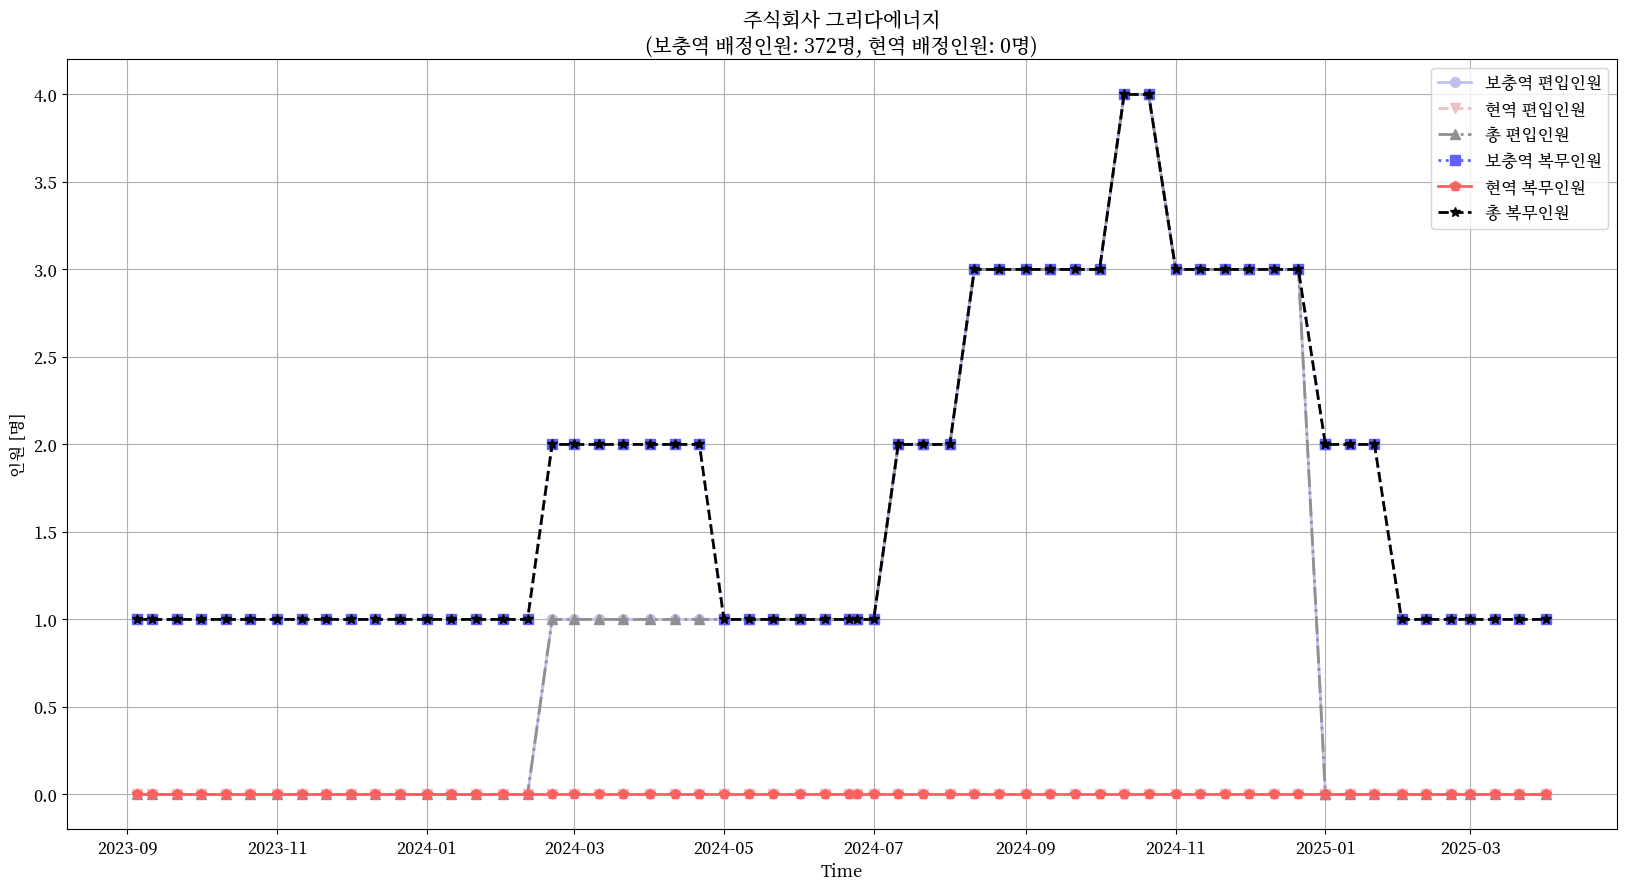 주식회사 그리다에너지
(보충역 배정인원: 372명, 현역 배정인원: 0명)
보충역 편입인원
현역 편입인원
총 편입인원
보충역 복무인원
현역 복무인원
총 복무인원
4.0
3.5
3.0
2.5
2.0
1.5
1.0
0.5
0.0
인원 [명]
2023-09
2023-11
2024-01
2024-03
2024-05
2024-07
2024-09
2024-11
2025-01
2025-03
Time